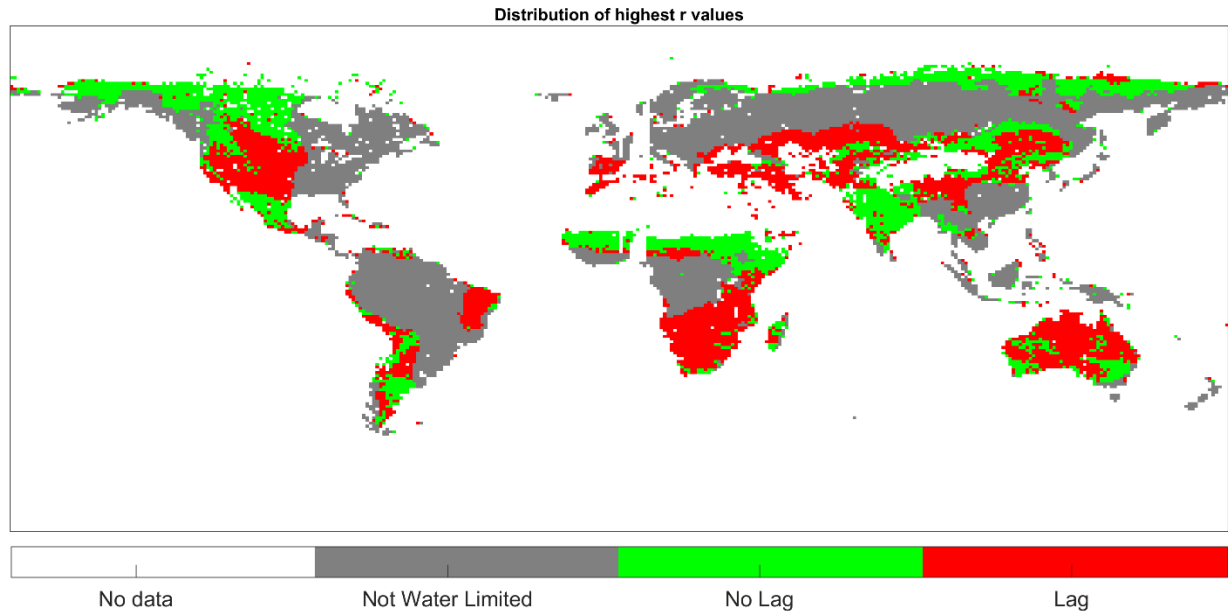 Distribution of highest r values
No data Not Water Limited No Lag Lag